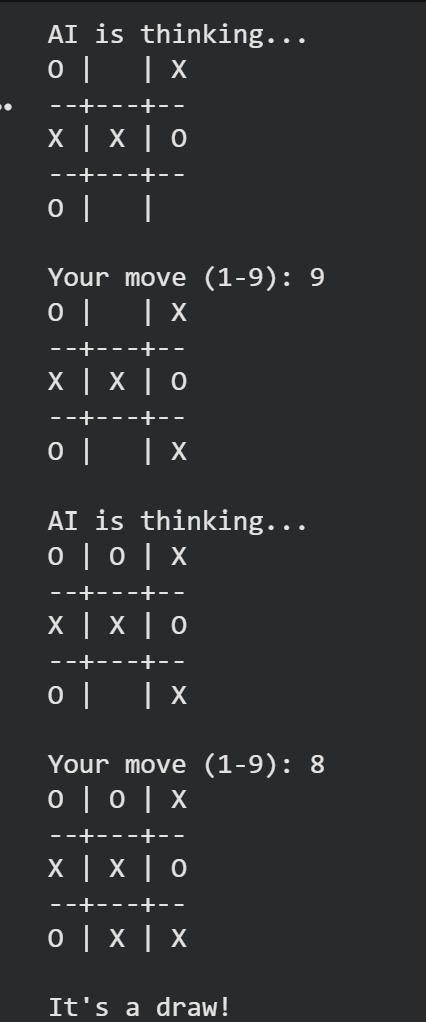 AI is thinking...
O |   | X
--+---+--
X | X | O
--+---+--
O |   |
Your move (1-9): 9
O |   | X
--+---+--
X | X | O
--+---+--
O |   | X
AI is thinking...
O | O | X
--+---+--
X | X | O
--+---+--
O |   | X
Your move (1-9): 8
O | O | X
--+---+--
X | X | O
--+---+--
O | X | X
It's a draw!